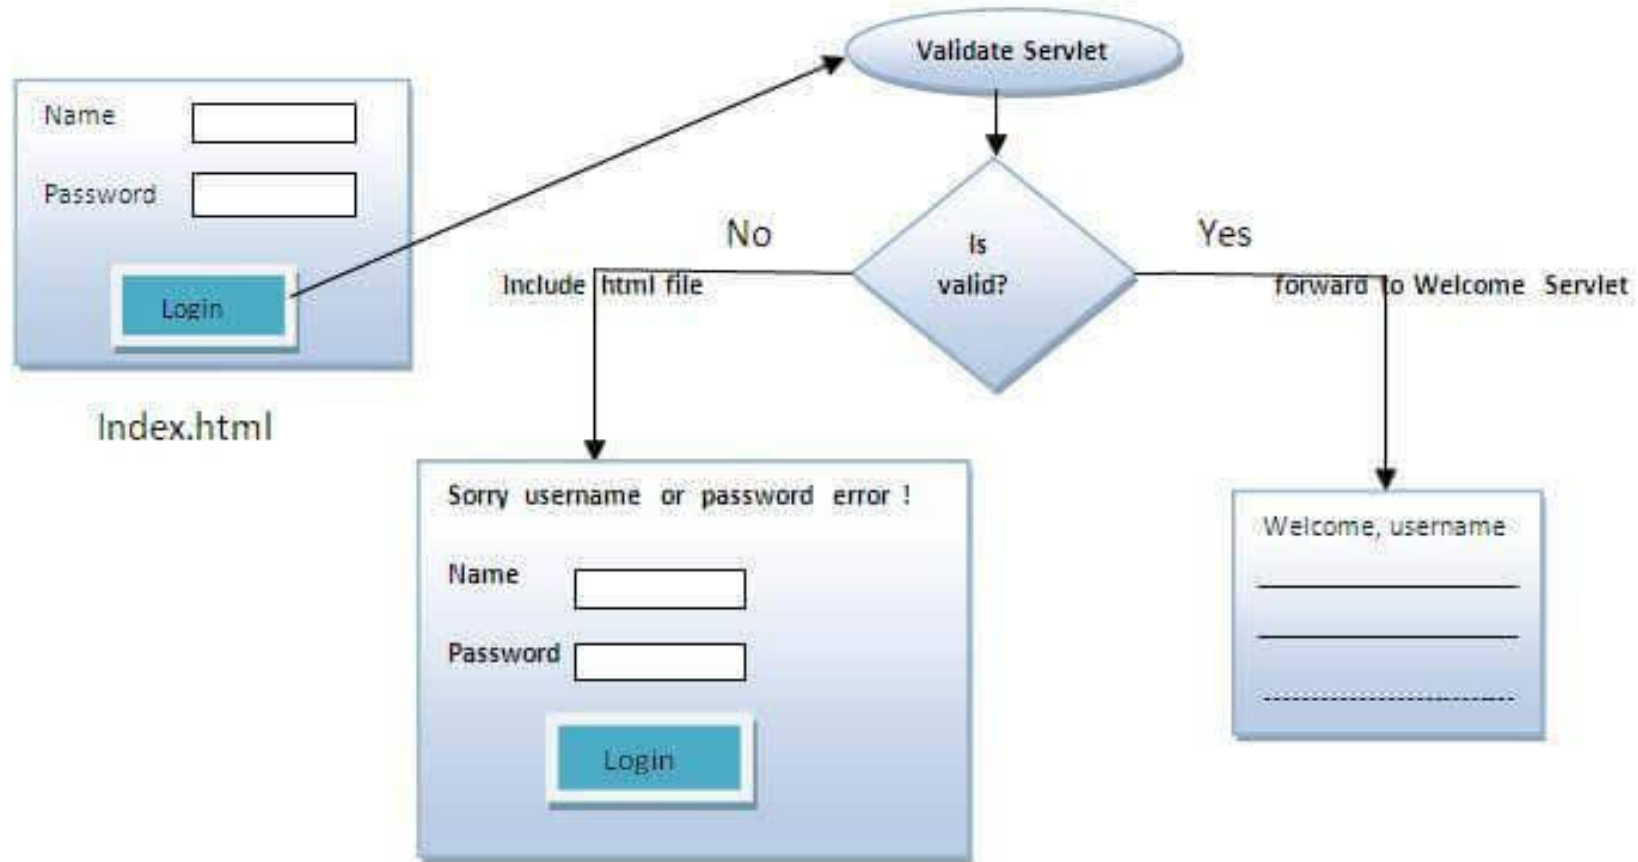 Validate Servlet
Name
Password
Login
Index.html
Is
valid?
No
Include html file
Yes
forward to Welcome Servlet
Sorry username or password error !
Name
Password
Login
Welcome, username